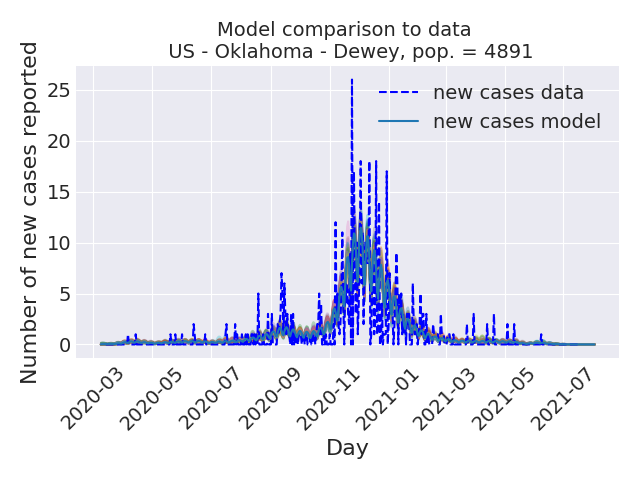 Model comparison to data
US - Oklahoma - Dewey, pop. = 4891
new cases data
new cases model
Number of new cases reported
25
20
15
10
5
0
2020-03
2020-05
2020-07
2020-09
2020-11
2021-01
2021-03
2021-05
2021-07
Day